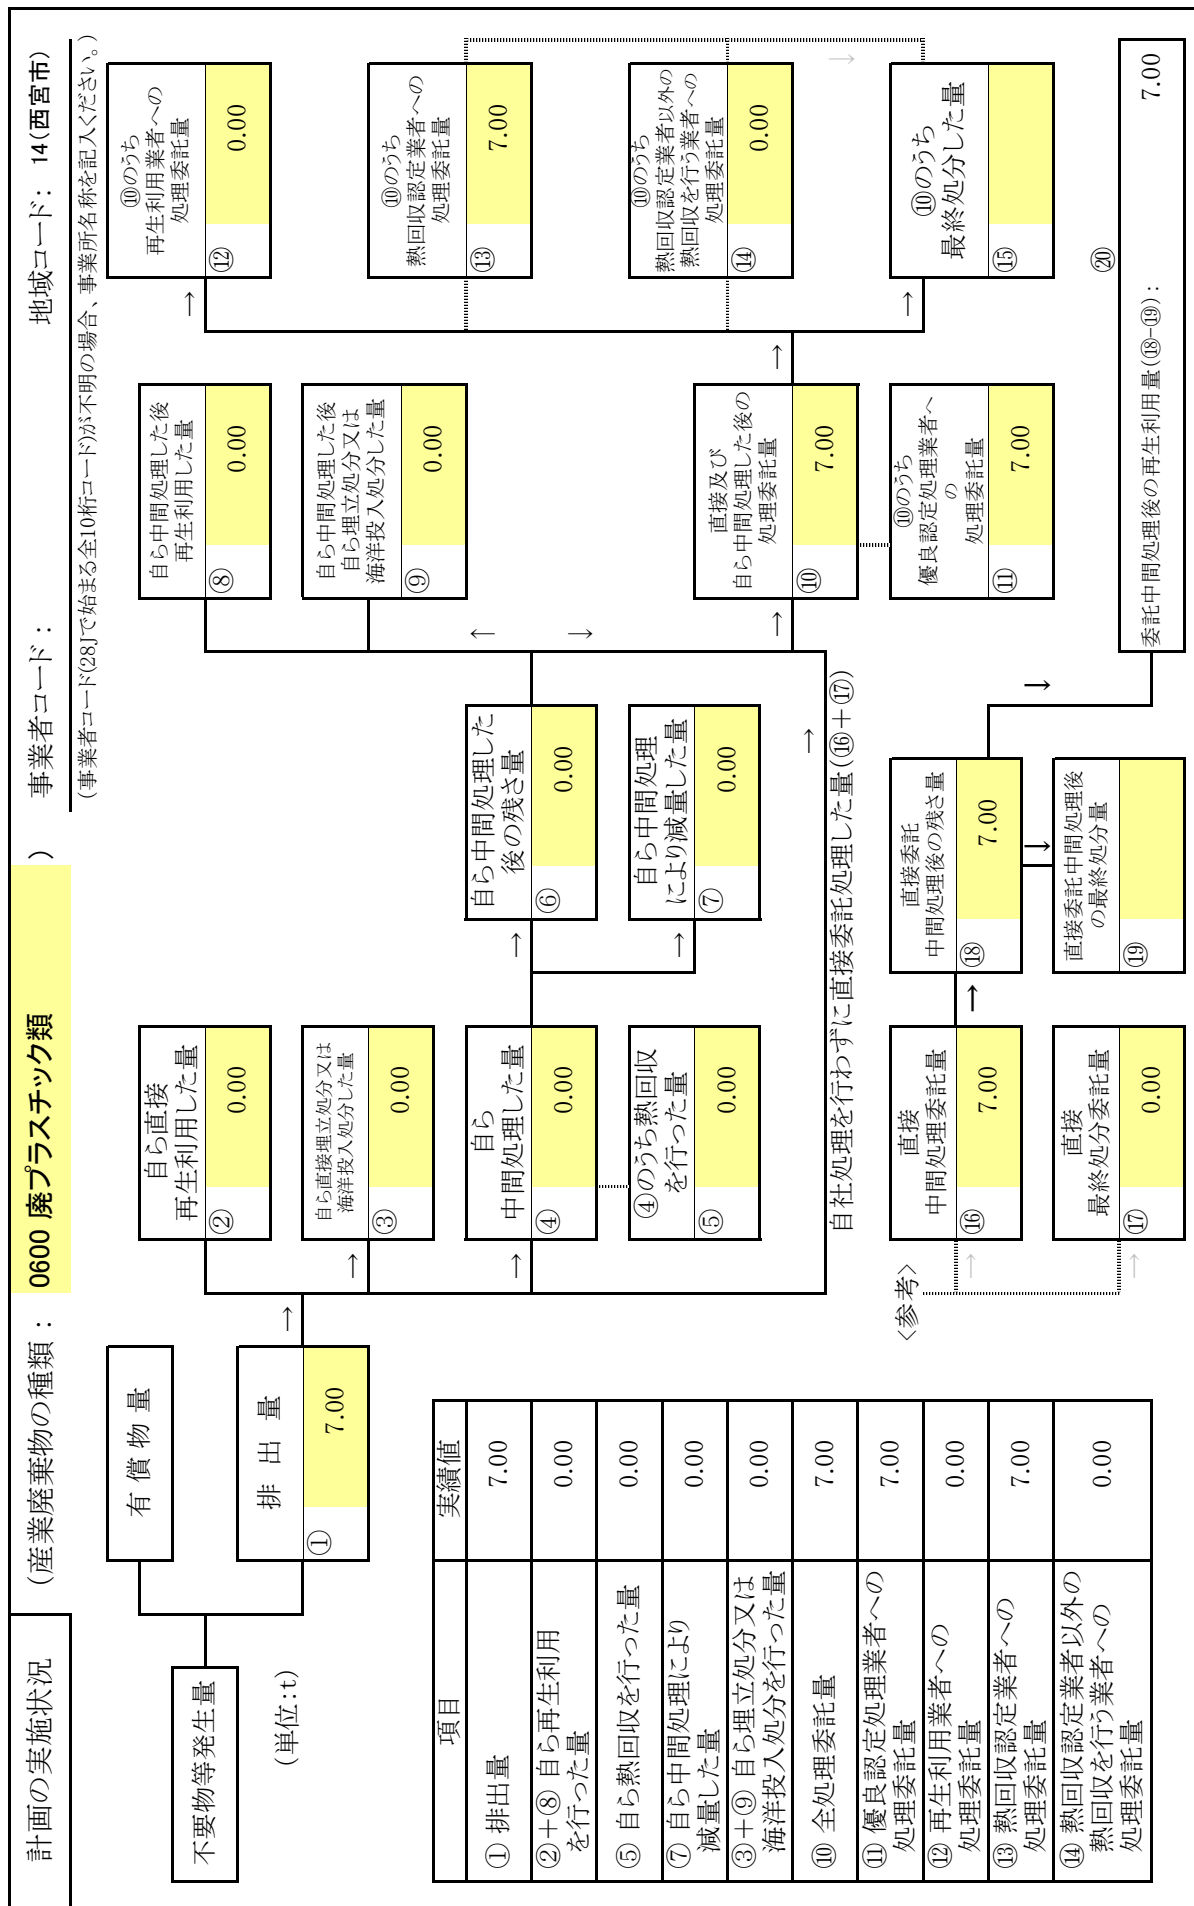 計画の実施状況
(産業廃棄物の種類： 0600 廃プラスチック類 )
事業者コード：
地域コード： 14(西宮市)
(事業者コード(｢28｣で始まる全10桁コード)が不明の場合、事業所名称を記入ください。)
不要物等発生量
(単位:t)
有 償 物 量
排 出 量
① 7.00
自ら直接
再生利用した量
② 0.00
自ら直接埋立処分又は
海洋投入処分した量
③ 0.00
自ら
中間処理した量
④ 0.00
④のうち熱回収
を行った量
⑤ 0.00
自ら中間処理した
後の残さ量
⑥ 0.00
自ら中間処理
により減量した量
⑦ 0.00
自ら中間処理した後
再生利用した量
⑧ 0.00
自ら中間処理した後
自ら埋立処分又は
海洋投入処分した量
⑨ 0.00
直接及び
自ら中間処理した後の
処理委託量
⑩ 7.00
⑩のうち
優良認定処理業者へ
の
処理委託量
⑪ 7.00
⑩のうち
再生利用業者への
処理委託量
⑫ 0.00
⑩のうち
熱回収認定業者への
処理委託量
⑬ 7.00
⑩のうち
熱回収認定業者以外の
熱回収を行う業者への
処理委託量
⑭ 0.00
⑩のうち
最終処分した量
⑮
自社処理を行わずに直接委託処理した量(⑯＋⑰)
<参考>
直接
中間処理委託量
⑯ 7.00
直接
最終処分委託量
⑰ 0.00
直接委託
中間処理後の残さ量
⑱ 7.00
直接委託中間処理後
の最終処分量
⑲
⑳
委託中間処理後の再生利用量(⑱-⑲)： 7.00
項目 実績値
① 排出量 7.00
②＋⑧ 自ら再生利用
を行った量 0.00
⑤ 自ら熱回収を行った量 0.00
⑦ 自ら中間処理により
減量した量 0.00
③＋⑨ 自ら埋立処分又は
海洋投入処分を行った量 0.00
⑩ 全処理委託量 7.00
⑪ 優良認定処理業者への
処理委託量 7.00
⑫ 再生利用業者への
処理委託量 0.00
⑬ 熱回収認定業者への
処理委託量 7.00
⑭ 熱回収認定業者以外の
熱回収を行う業者への
処理委託量 0.00